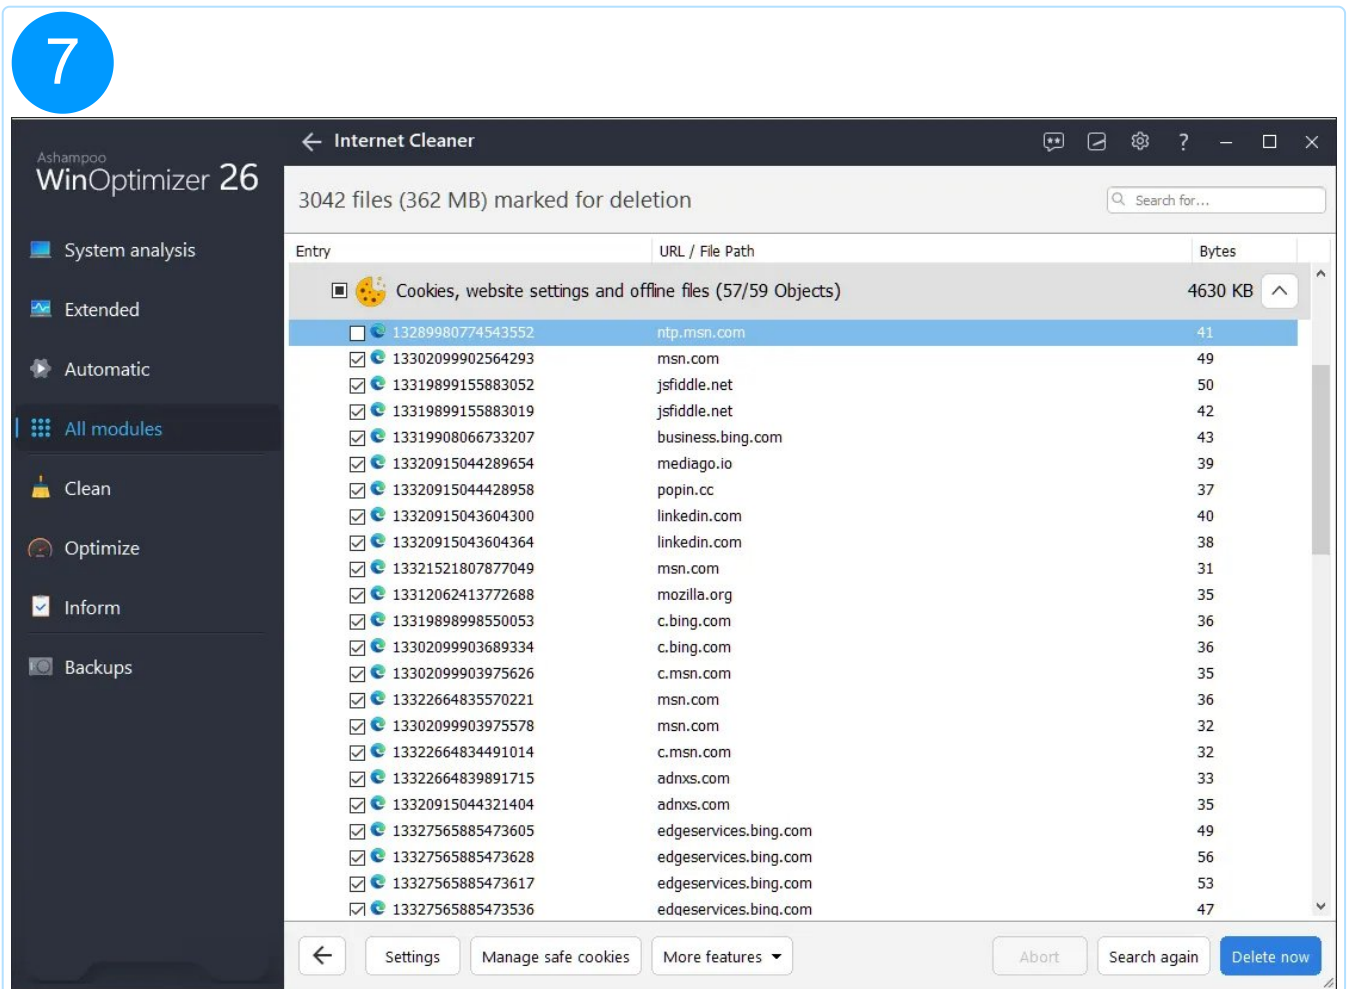 7
Ashampoo
WinOptimizer 26
Internet Cleaner
?
3042 files (362 MB) marked for deletion
Search for...
System analysis
Extended
Automatic
All modules
Clean
Optimize
Inform
Backups
Entry URL / File Path Bytes
Cookies, website settings and offline files (57/59 Objects) 4630 KB
13289980774543552 ntp.msn.com 41
13302099902564293 msn.com 49
13319899155883052 jsfiddle.net 50
13319899155883019 jsfiddle.net 42
13319908066733207 business.bing.com 43
13320915044289654 mediago.io 39
13320915044428958 popin.cc 37
13320915043604300 linkedin.com 40
13320915043604364 linkedin.com 38
13321521807877049 msn.com 31
13312062413772688 mozilla.org 35
13319898998550053 c.bing.com 36
13302099903689334 c.bing.com 36
13302099903975626 c.msn.com 35
13322664835570221 msn.com 36
13302099903975578 msn.com 32
13322664834491014 c.msn.com 32
13322664839891715 adnxs.com 33
13320915044321404 adnxs.com 35
13327565885473605 edgeservices.bing.com 49
13327565885473628 edgeservices.bing.com 56
13327565885473617 edgeservices.bing.com 53
13327565885473536 edgeservices.bing.com 47
Settings Manage safe cookies More features Abort Search again Delete now